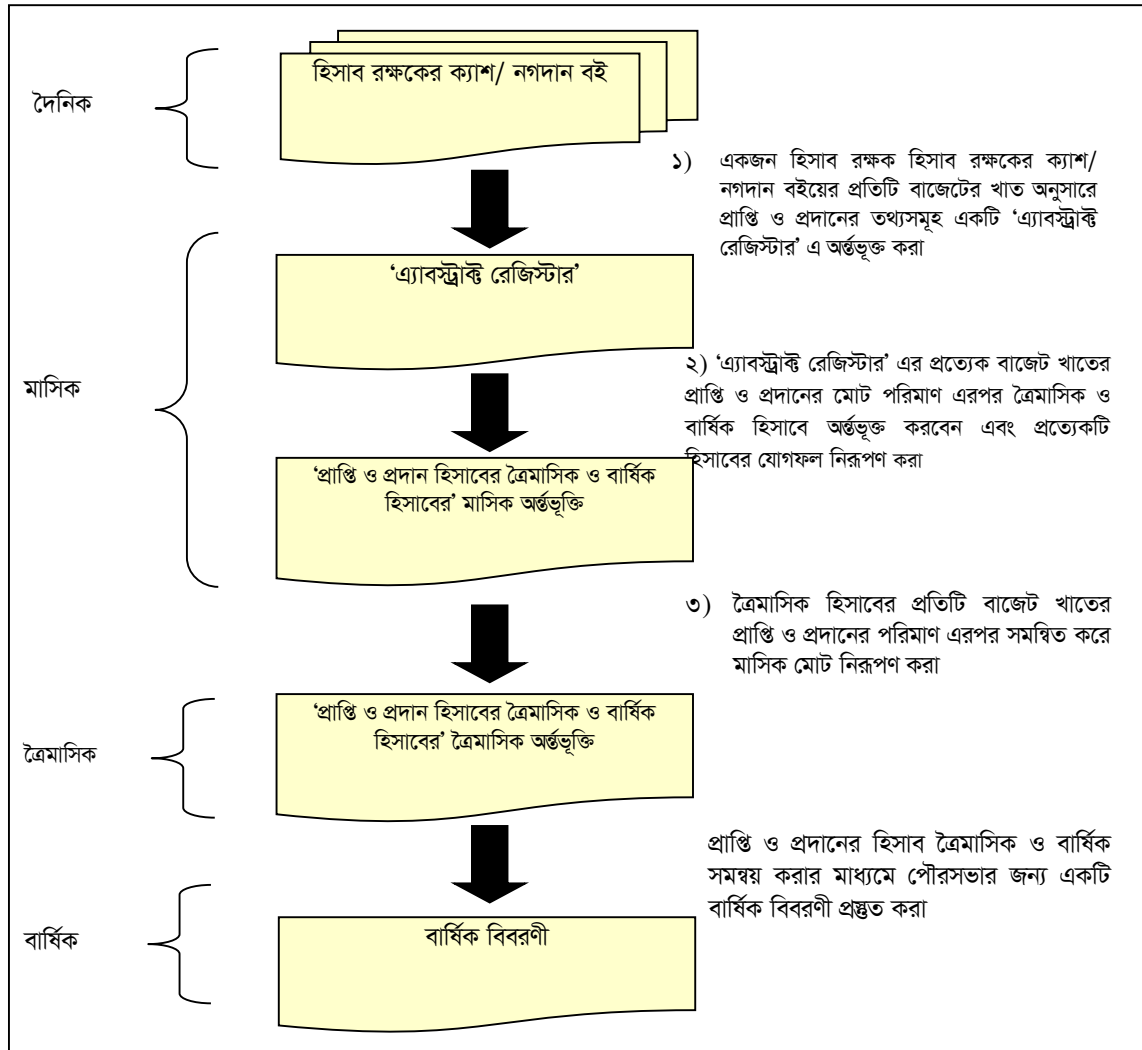 হিসাব রক্ষকের ক্যাশ/ নগদান বই
দৈনিক
১) একজন হিসাব রক্ষক হিসাব রক্ষকের ক্যাশ/
নগদান বইয়ের প্রতিটি বাজেটের খাত অনুসারে
প্রাপ্তি ও প্রদানের তথ্যসমূহ একটি ‘এ্যাবস্ট্রাক্ট
রেজিস্টার’ এ অর্ন্তভূক্ত করা
‘এ্যাবস্ট্রাক্ট রেজিস্টার’
মাসিক
২) ‘এ্যাবস্ট্রাক্ট রেজিস্টার’ এর প্রত্যেক বাজেট খাতের
প্রাপ্তি ও প্রদানের মোট পরিমাণ এরপর ত্রৈমাসিক ও
বার্ষিক হিসাবে অর্ন্তভূক্ত করবেন এবং প্রত্যেকটি
হিসাবের যোগফল নিরূপণ করা
‘প্রাপ্তি ও প্রদান হিসাবের ত্রৈমাসিক ও বার্ষিক
হিসাবের’ মাসিক অর্ন্তভূক্তি
৩) ত্রৈমাসিক হিসাবের প্রতিটি বাজেট খাতের
প্রাপ্তি ও প্রদানের পরিমাণ এরপর সমন্বিত করে
মাসিক মোট নিরূপণ করা
‘প্রাপ্তি ও প্রদান হিসাবের ত্রৈমাসিক ও বার্ষিক
হিসাবের’ ত্রৈমাসিক অর্ন্তভূক্তি
ত্রৈমাসিক
প্রাপ্তি ও প্রদানের হিসাব ত্রৈমাসিক ও বার্ষিক
সমন্বয় করার মাধ্যমে পৌরসভার জন্য একটি
বার্ষিক বিবরণী প্রস্তুত করা
বার্ষিক বিবরণী
বার্ষিক